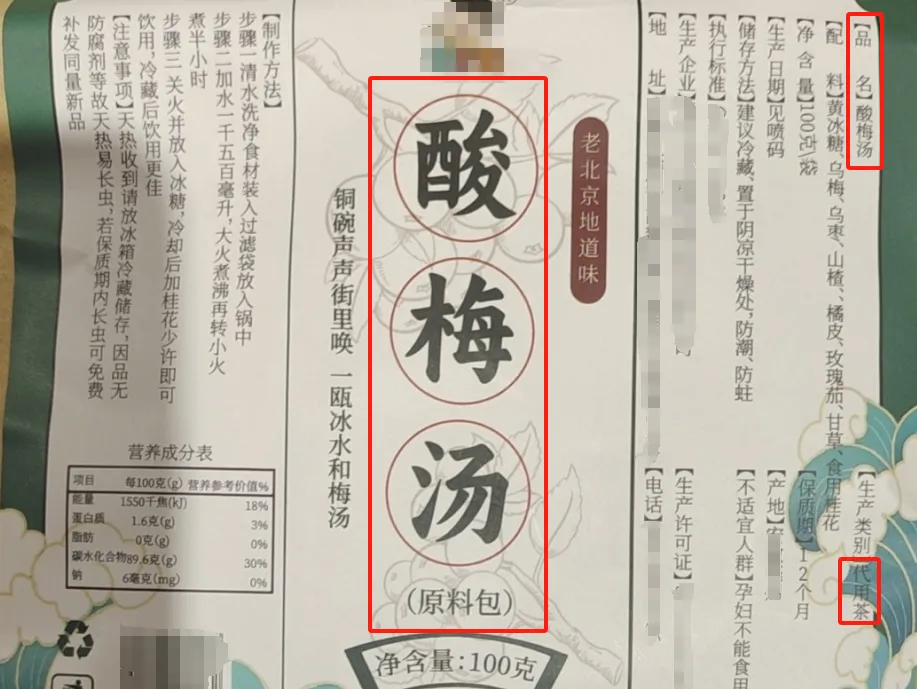 【品 名】酸梅汤
【生产类别】代用茶
【配 料】黄冰糖、乌梅、乌枣、山楂、橘皮、玫瑰茄、甘草、食用桂花
【净 含 量】100克/袋
【保质期】12个月
【生产日期】见喷码
【产地】安
【储存方法】建议冷藏、置于阴凉干燥处,防潮、防蛀
【不适宜人群】孕妇不能食用
【执行标准】
【生产企业】
【生产许可证】
【地 址】
【电话】
老北京地道味
酸梅汤
(原料包)
净含量:100克
铜碗声声街里唤 一瓯冰水和梅汤
【制作方法】
步骤一清水洗净食材装入过滤袋放入锅中
步骤二加水一千五百毫升,大火煮沸再转小火
煮半小时
步骤三 关火并放入冰糖,冷却后加桂花少许即可
饮用,冷藏后饮用更佳
【注意事项】天热收到请放冰箱冷藏储存,因品无
防腐剂等故天热易长虫,若保质期内长虫可免费
补发同量新品
营养成分表
项目 每100克(g) 营养参考价值%
能量 1550千焦(kJ) 18%
蛋白质 1.6克(g) 3%
脂肪 0克(g) 0%
碳水化合物 89.6克(g) 30%
钠 6毫克(mg) 0%